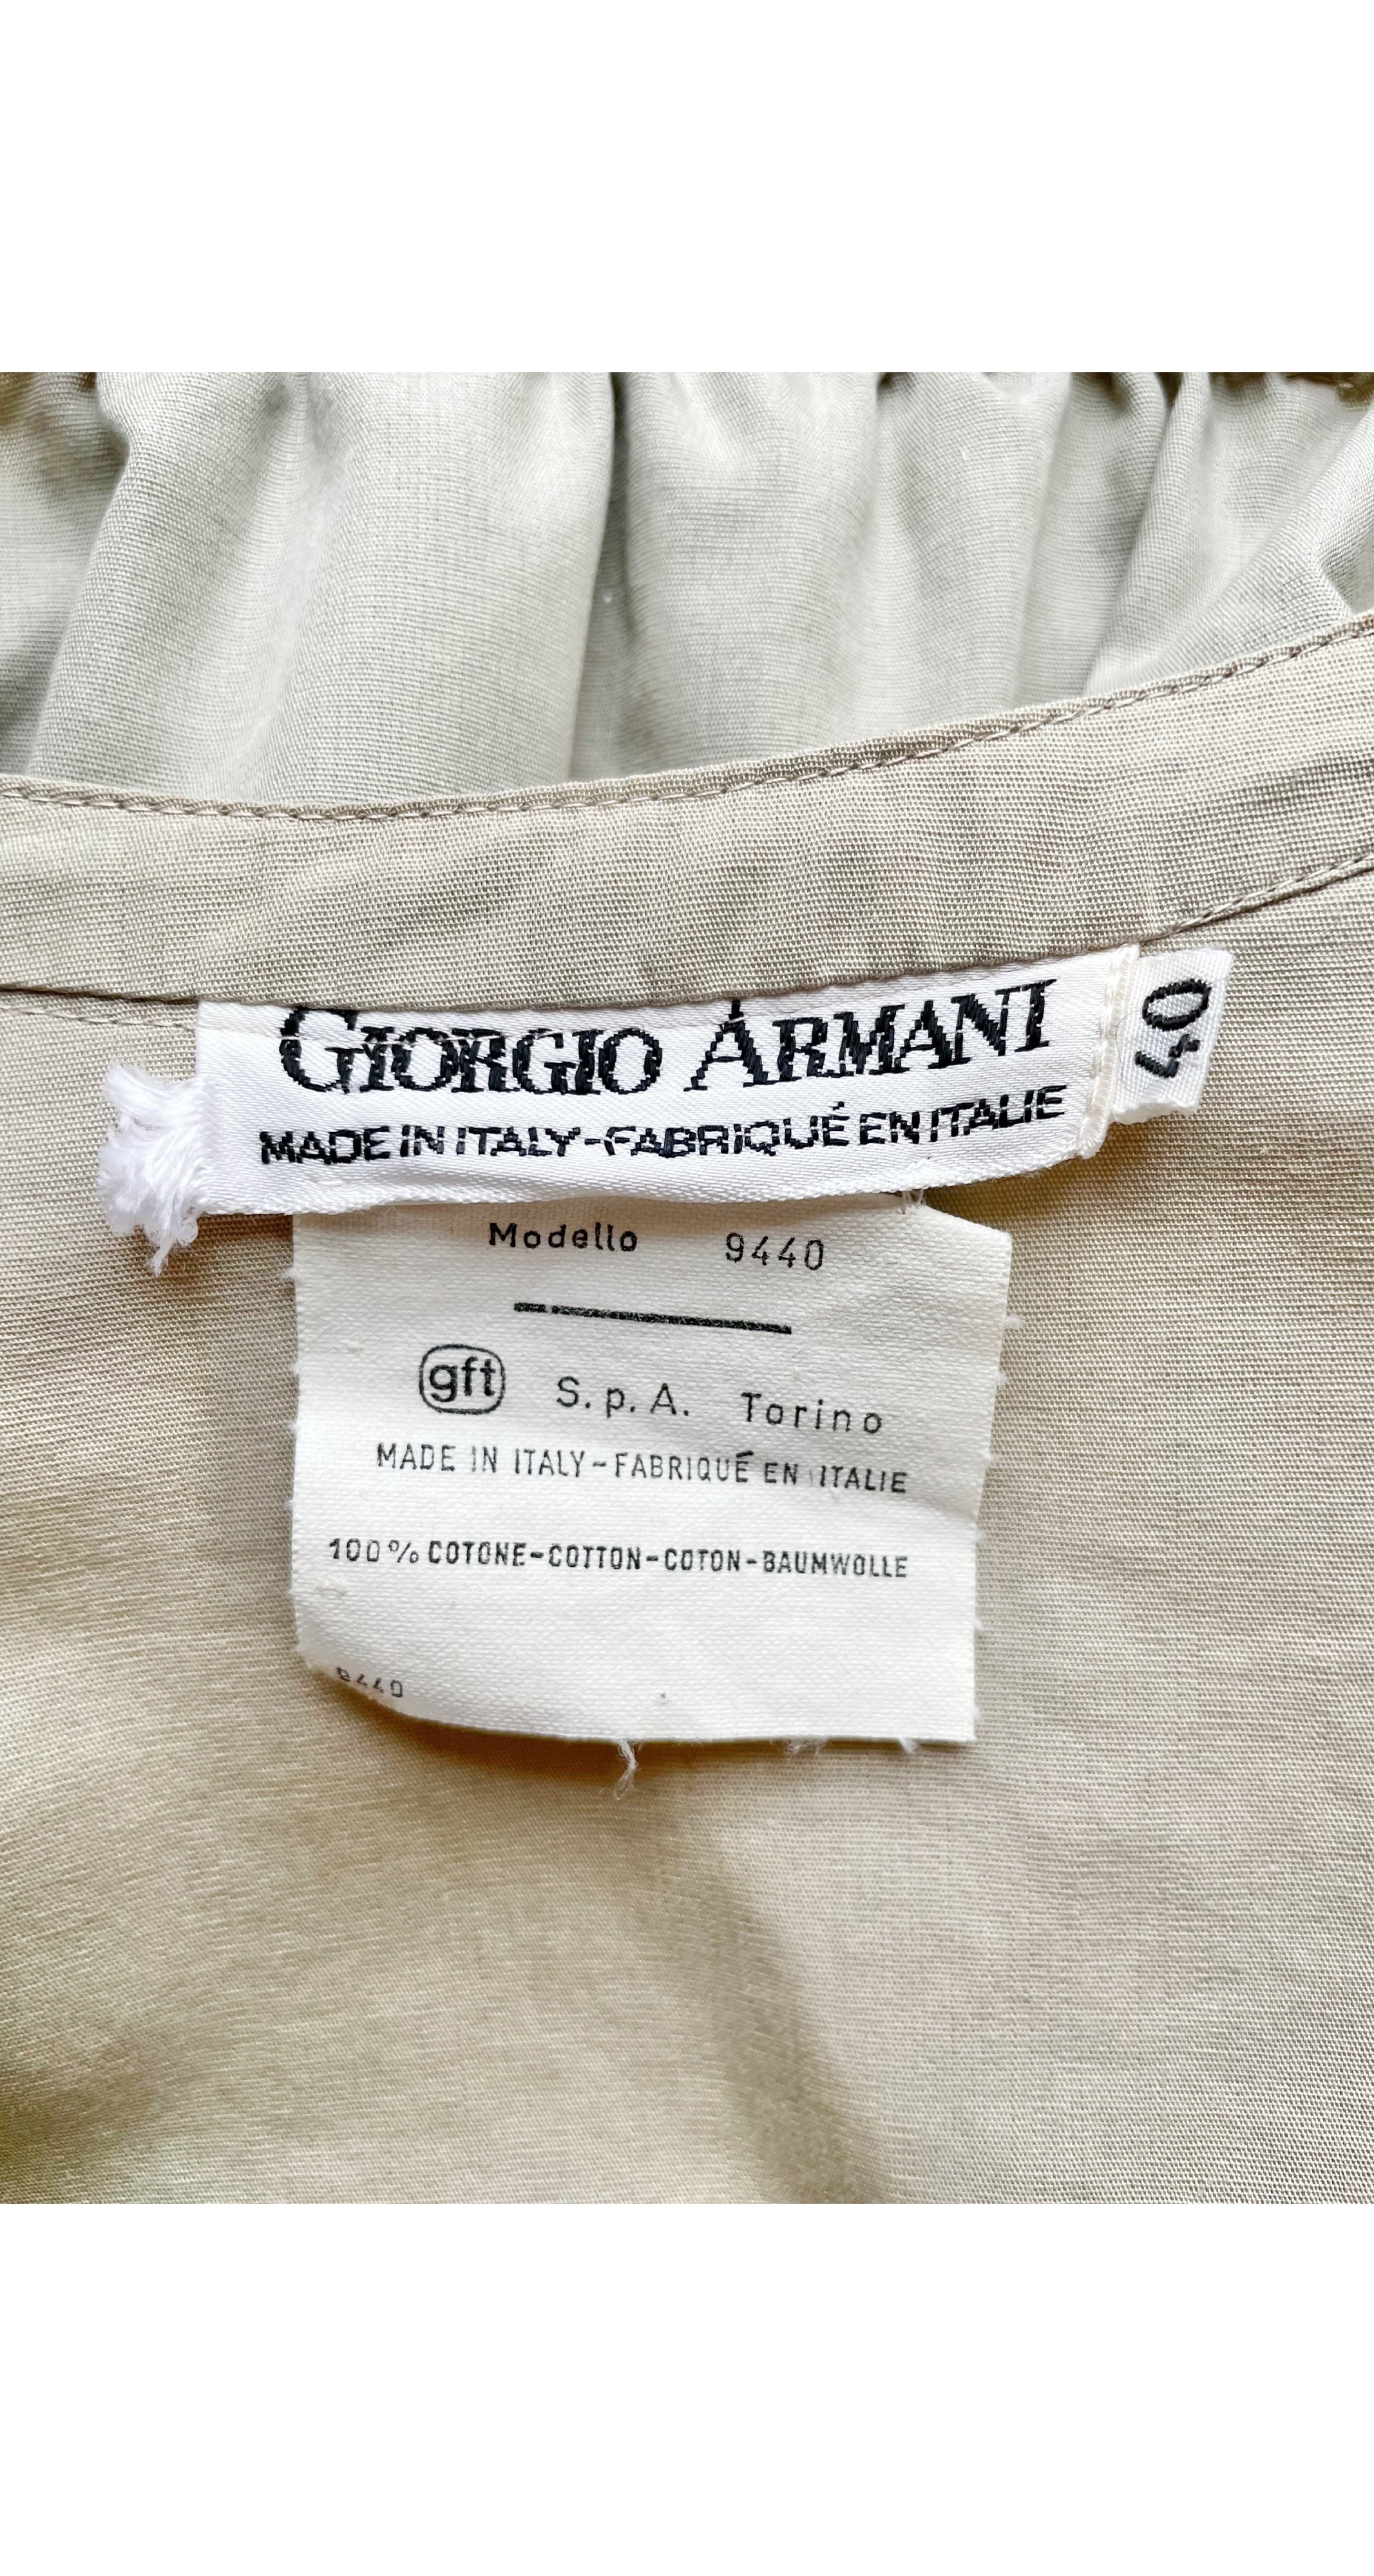 GIORGIO ARMANI
MADE IN ITALY-FABRIQUÉ EN ITALIE
40
Modello 9440
gft S.p.A. Torino
MADE IN ITALY-FABRIQUÉ EN ITALIE
100% COTONE-COTTON-COTON-BAUMWOLLE